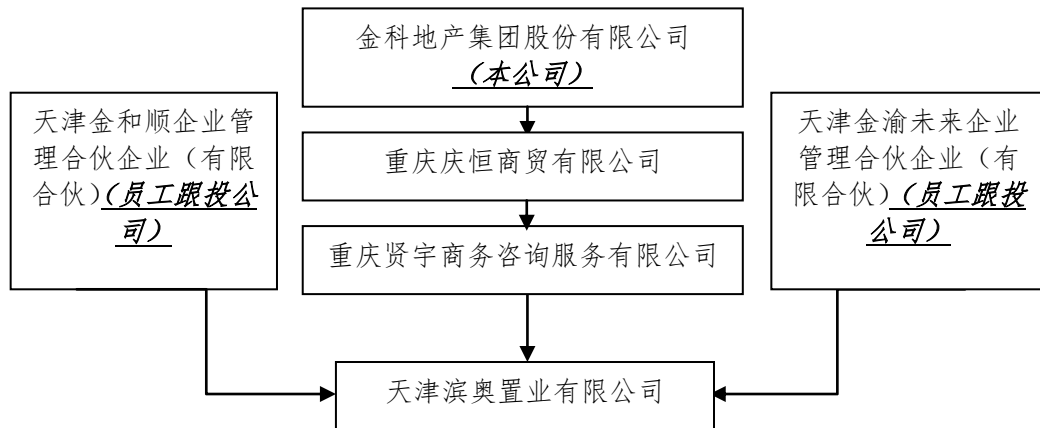 金科地产集团股份有限公司
（本公司）
天津金和顺企业管
理合伙企业（有限
合伙）（员工跟投公
司）
重庆庆恒商贸有限公司
天津金渝未来企业
管理合伙企业（有
限合伙）（员工跟投
公司）
重庆贤宇商务咨询服务有限公司
天津滨奥置业有限公司